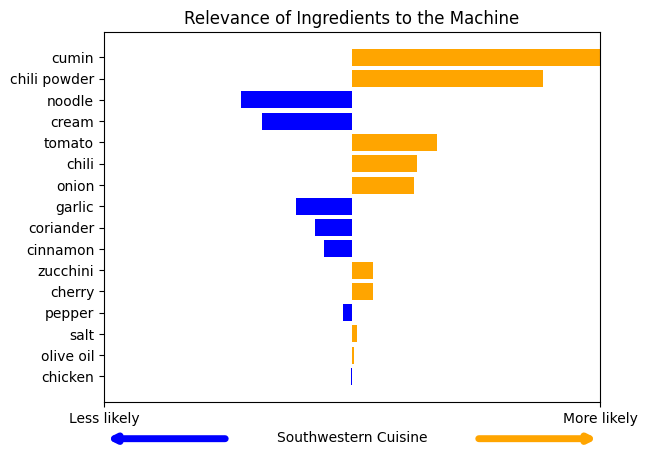 Relevance of Ingredients to the Machine
cumin
chili powder
noodle
cream
tomato
chili
onion
garlic
coriander
cinnamon
zucchini
cherry
pepper
salt
olive oil
chicken
Less likely
More likely
Southwestern Cuisine